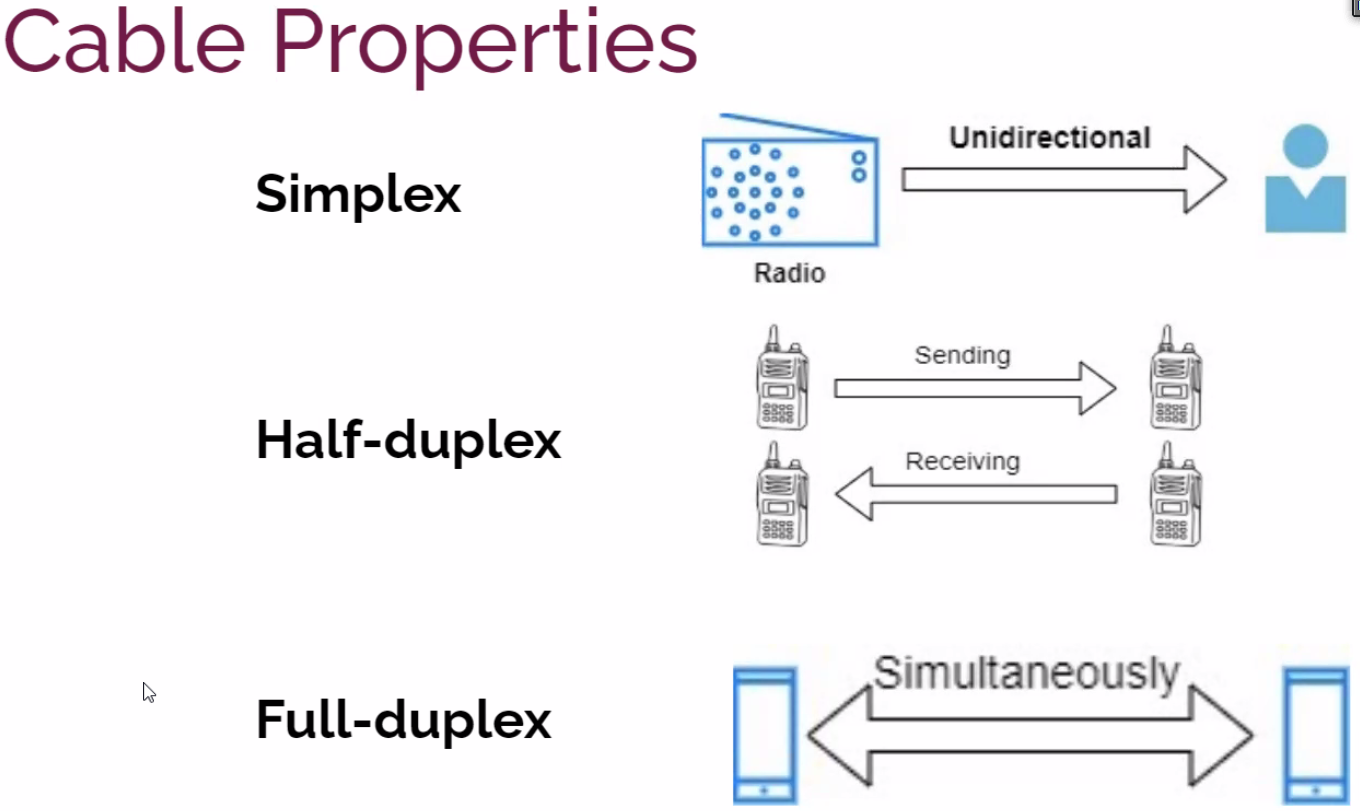 Cable Properties
Simplex
Unidirectional
Radio
Half-duplex
Sending
Receiving
Full-duplex
Simultaneously